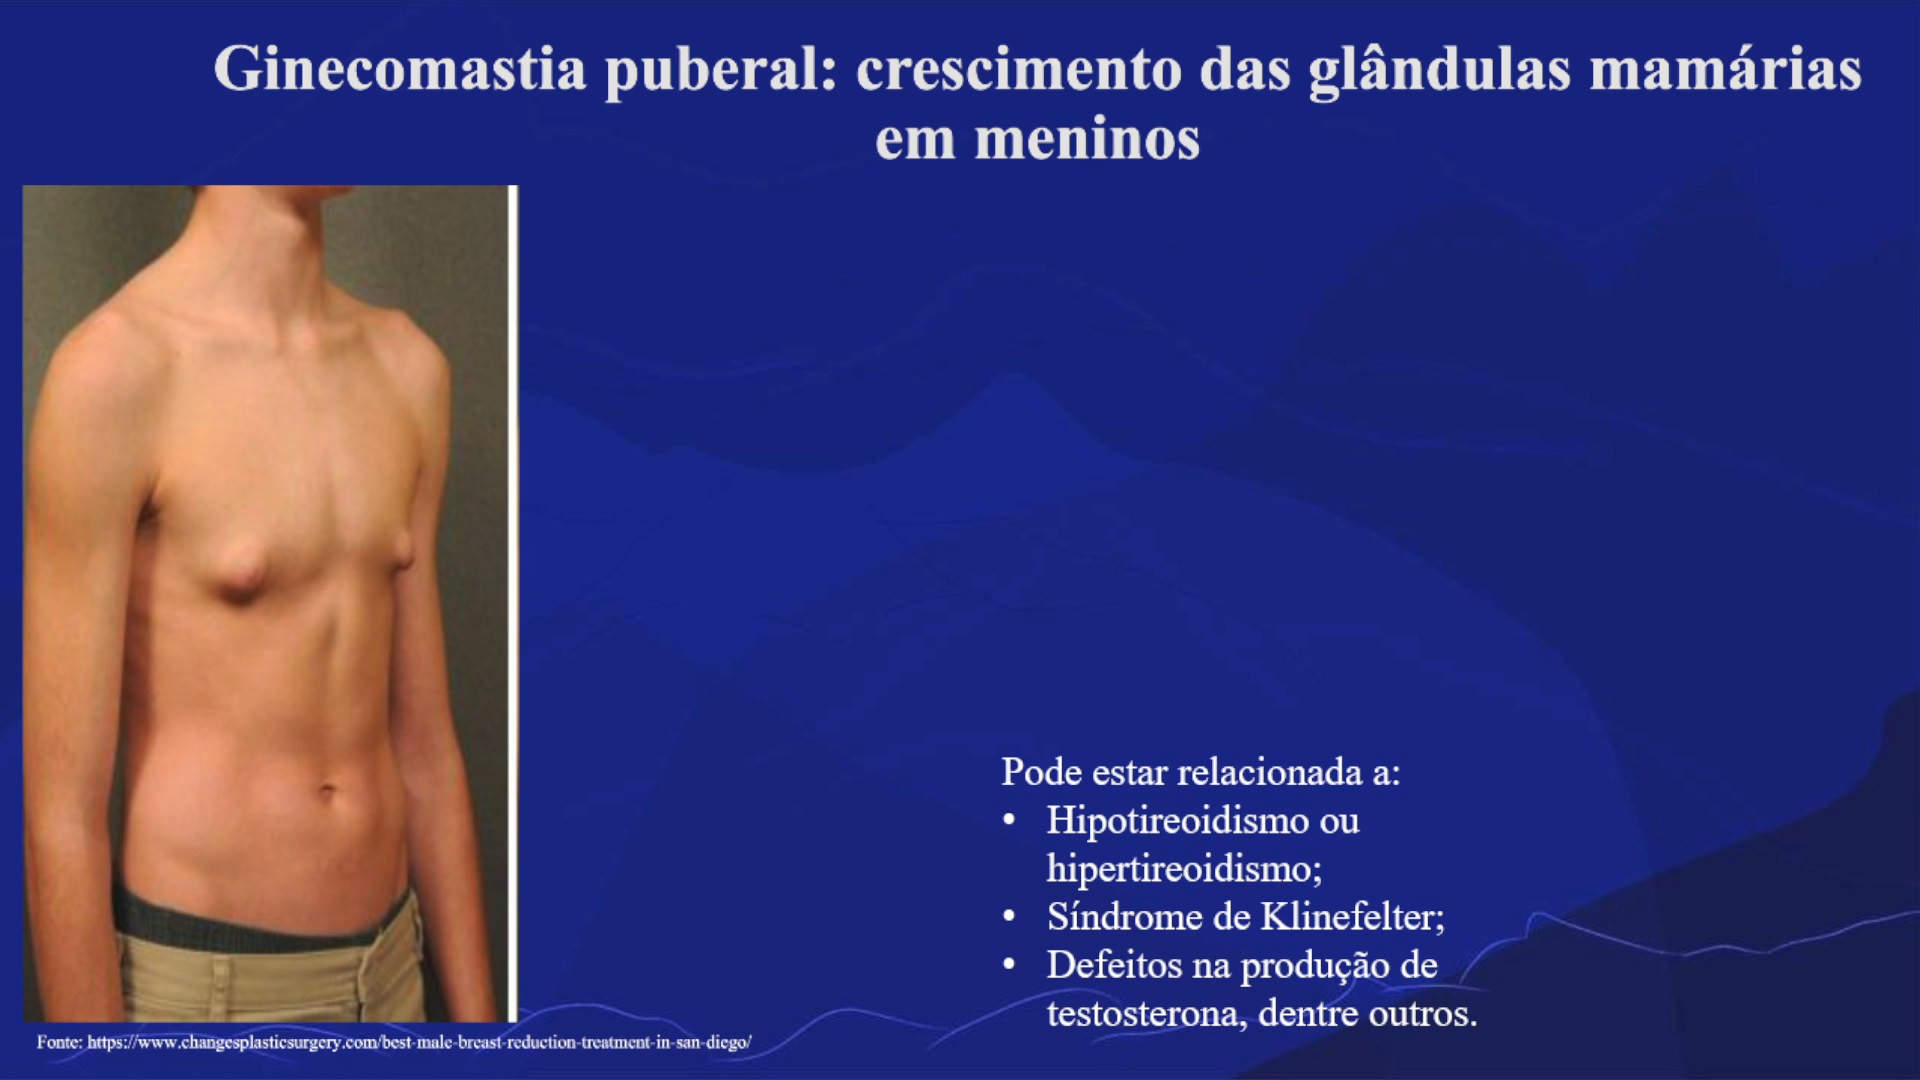 Ginecomastia puberal: crescimento das glândulas mamárias
em meninos
Pode estar relacionada a:
• Hipotireoidismo ou
hipertireoidismo;
• Síndrome de Klinefelter;
• Defeitos na produção de
testosterona, dentre outros.
Fonte: https://www.changesplasticsurgery.com/best-male-breast-reduction-treatment-in-san-diego/